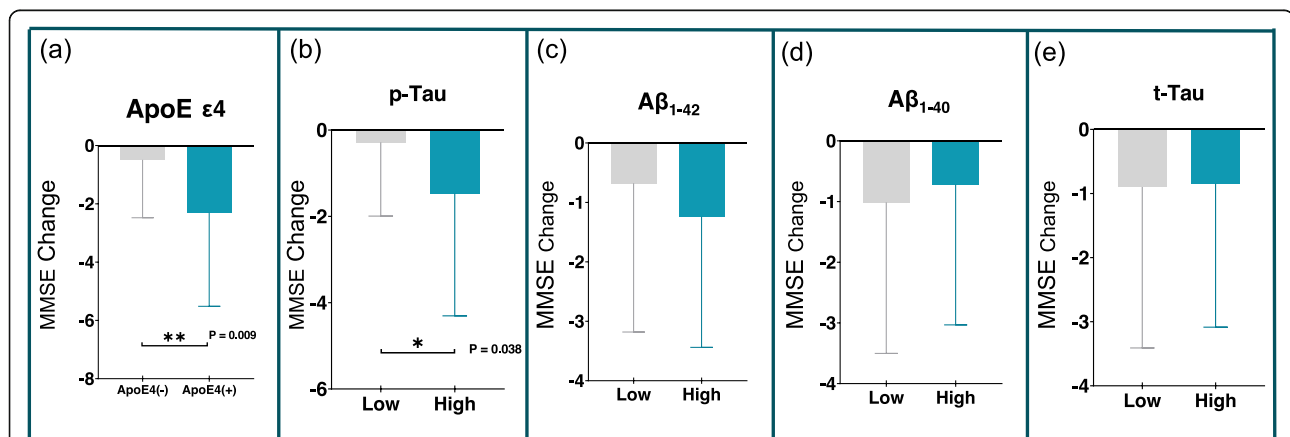 (a)
ApoE ε4
MMSE Change
0
-2
-4
-6
-8
**
P = 0.009
ApoE4(-) ApoE4(+)
(b)
p-Tau
MMSE Change
0
-2
-4
-6
*
P = 0.038
Low High
(c)
Aβ1-42
MMSE Change
0
-1
-2
-3
-4
Low High
(d)
Aβ1-40
MMSE Change
0
-1
-2
-3
-4
Low High
(e)
t-Tau
MMSE Change
0
-1
-2
-3
-4
Low High